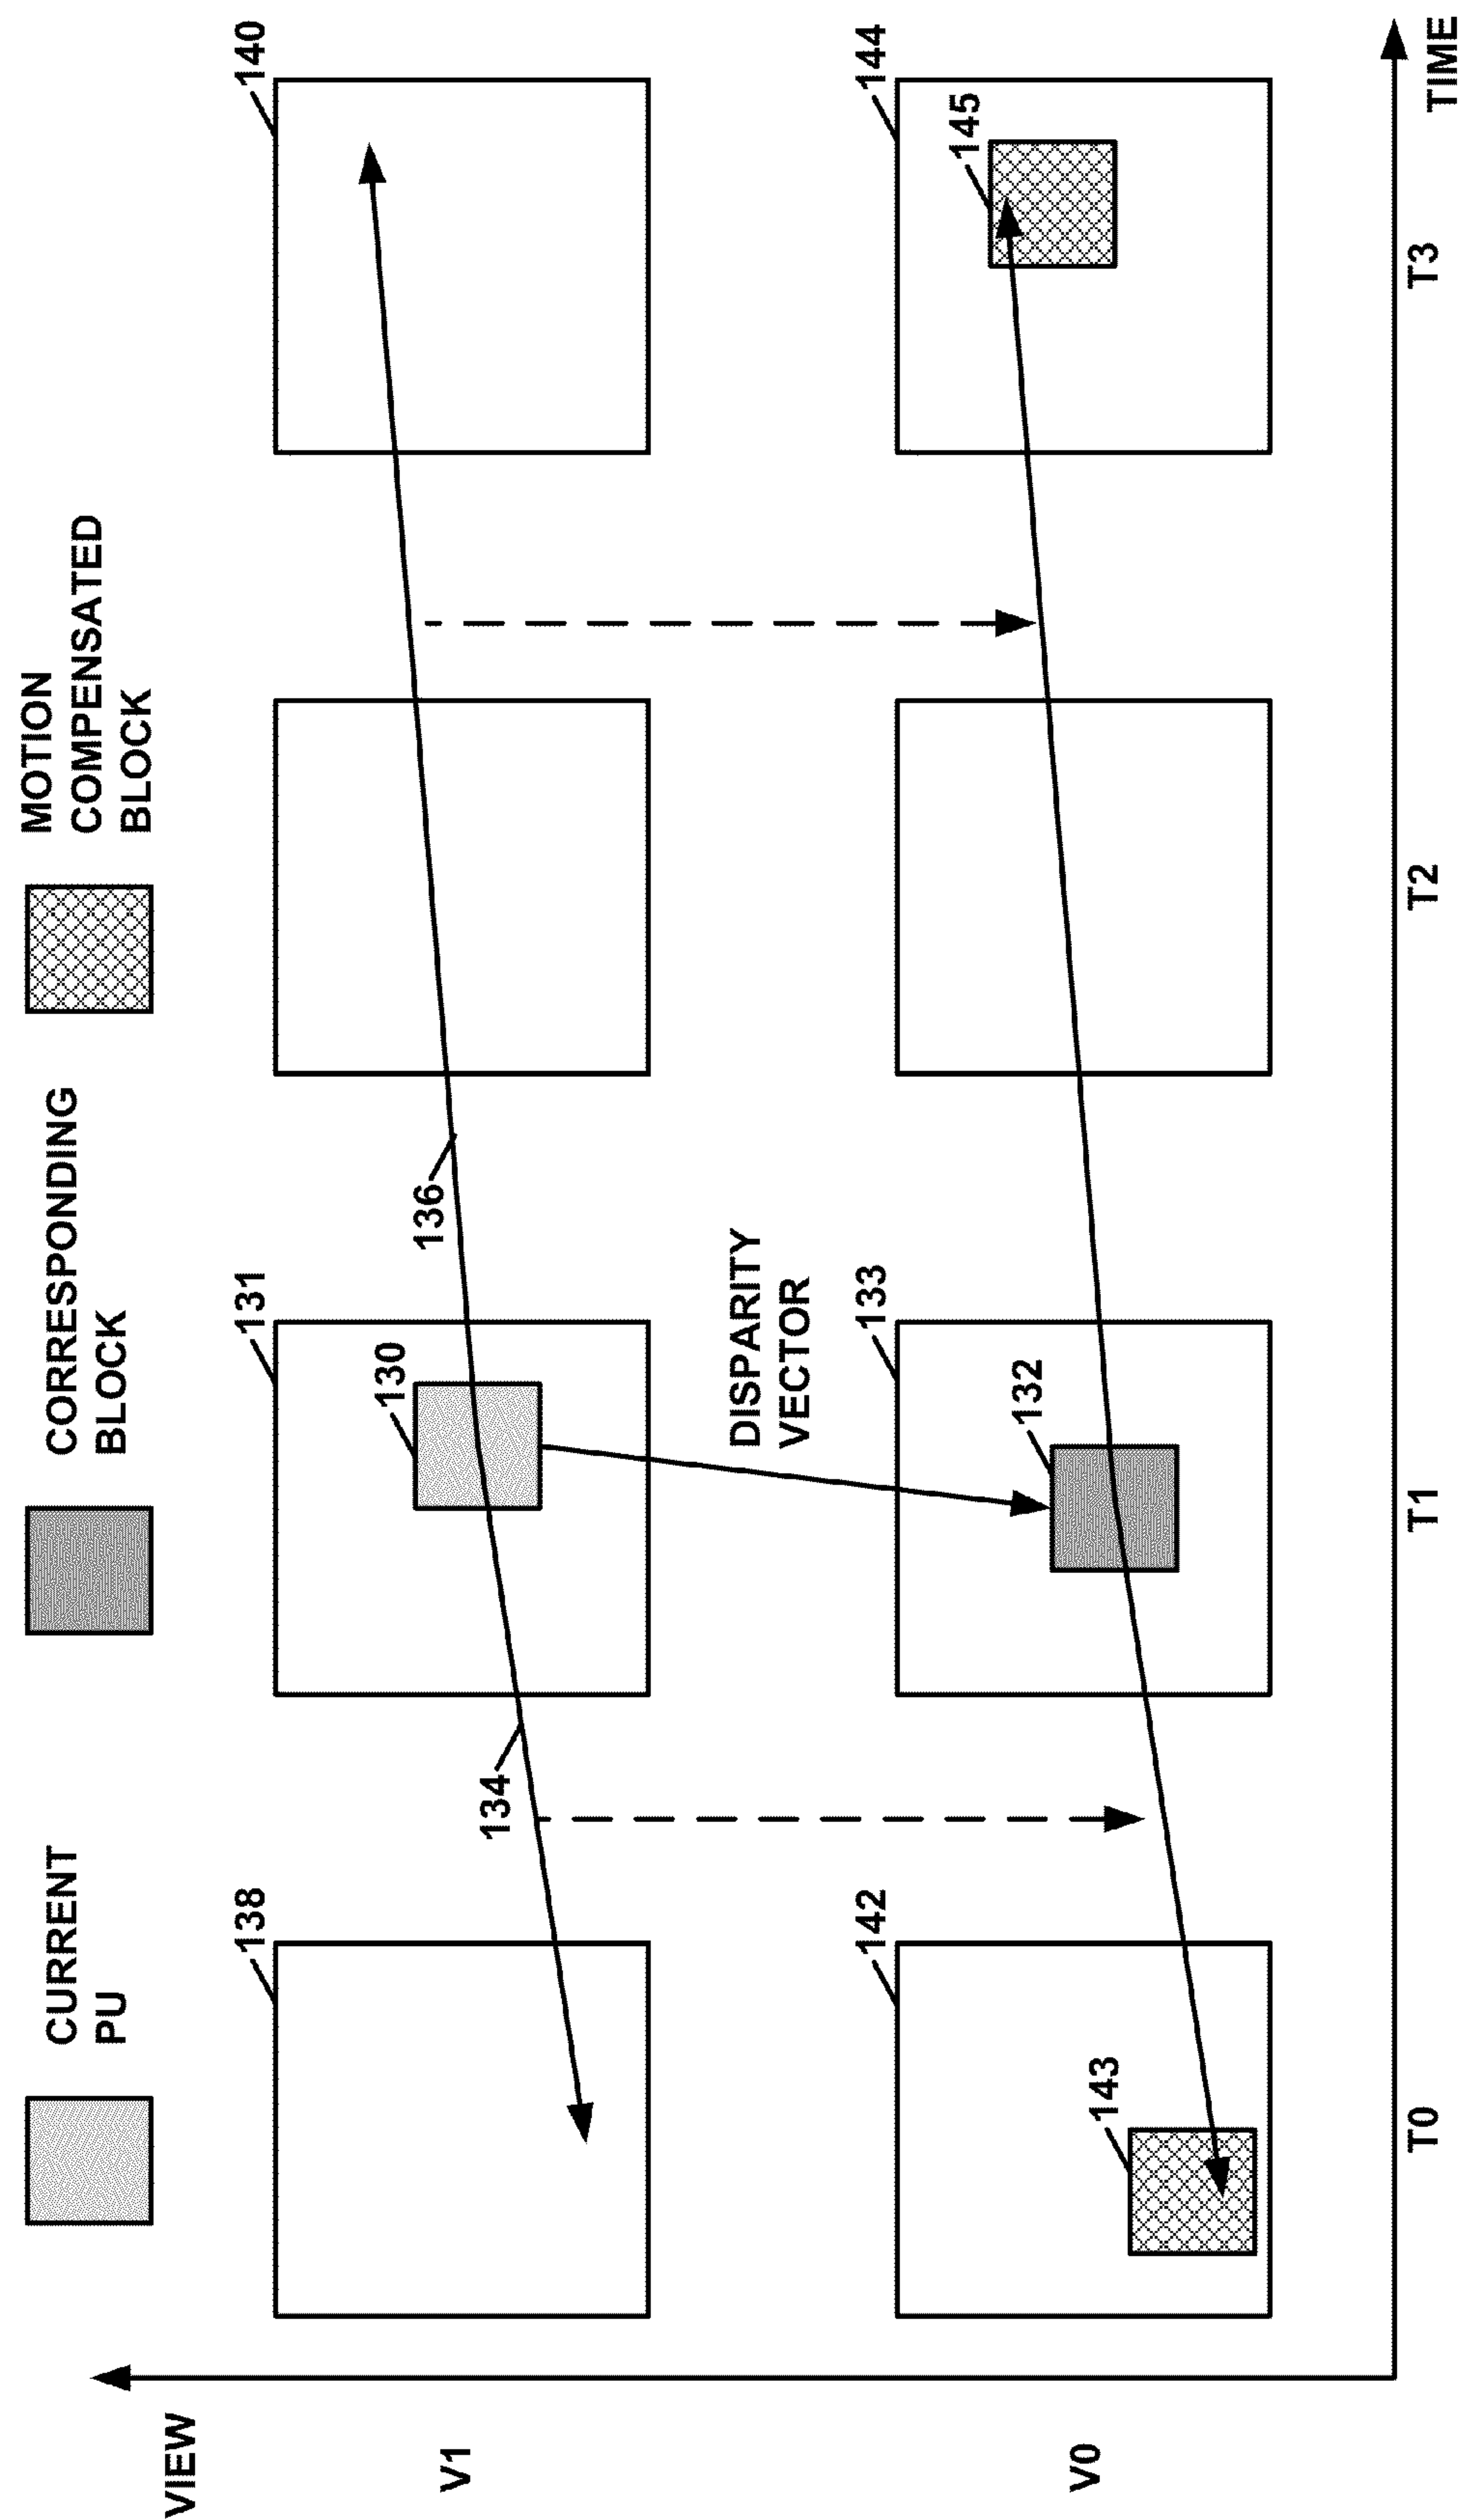 CURRENT
PU
CORRESPONDING
BLOCK
MOTION
COMPENSATED
BLOCK
VIEW
138
131
140
V1
134
130
136
DISPARITY
VECTOR
142
133
144
V0
143
132
145
T0
T1
T2
T3
TIME